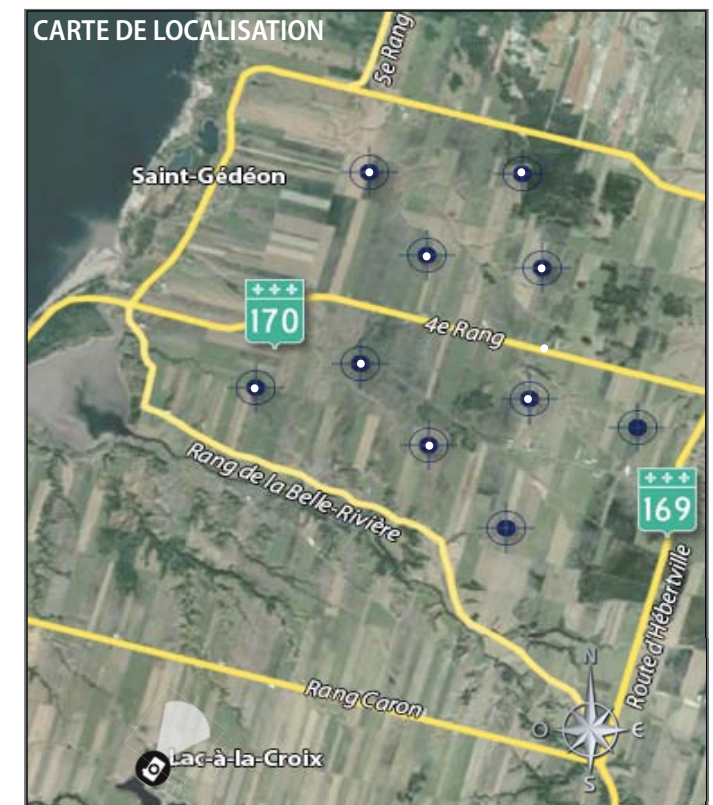 CARTE DE LOCALISATION
5e Rang
Saint-Gédéon
170
4e Rang
Rang de la Belle-Rivière
169
Route d'Hébertville
N
Rang Caron
O
E
Lac-à-la-Croix
S